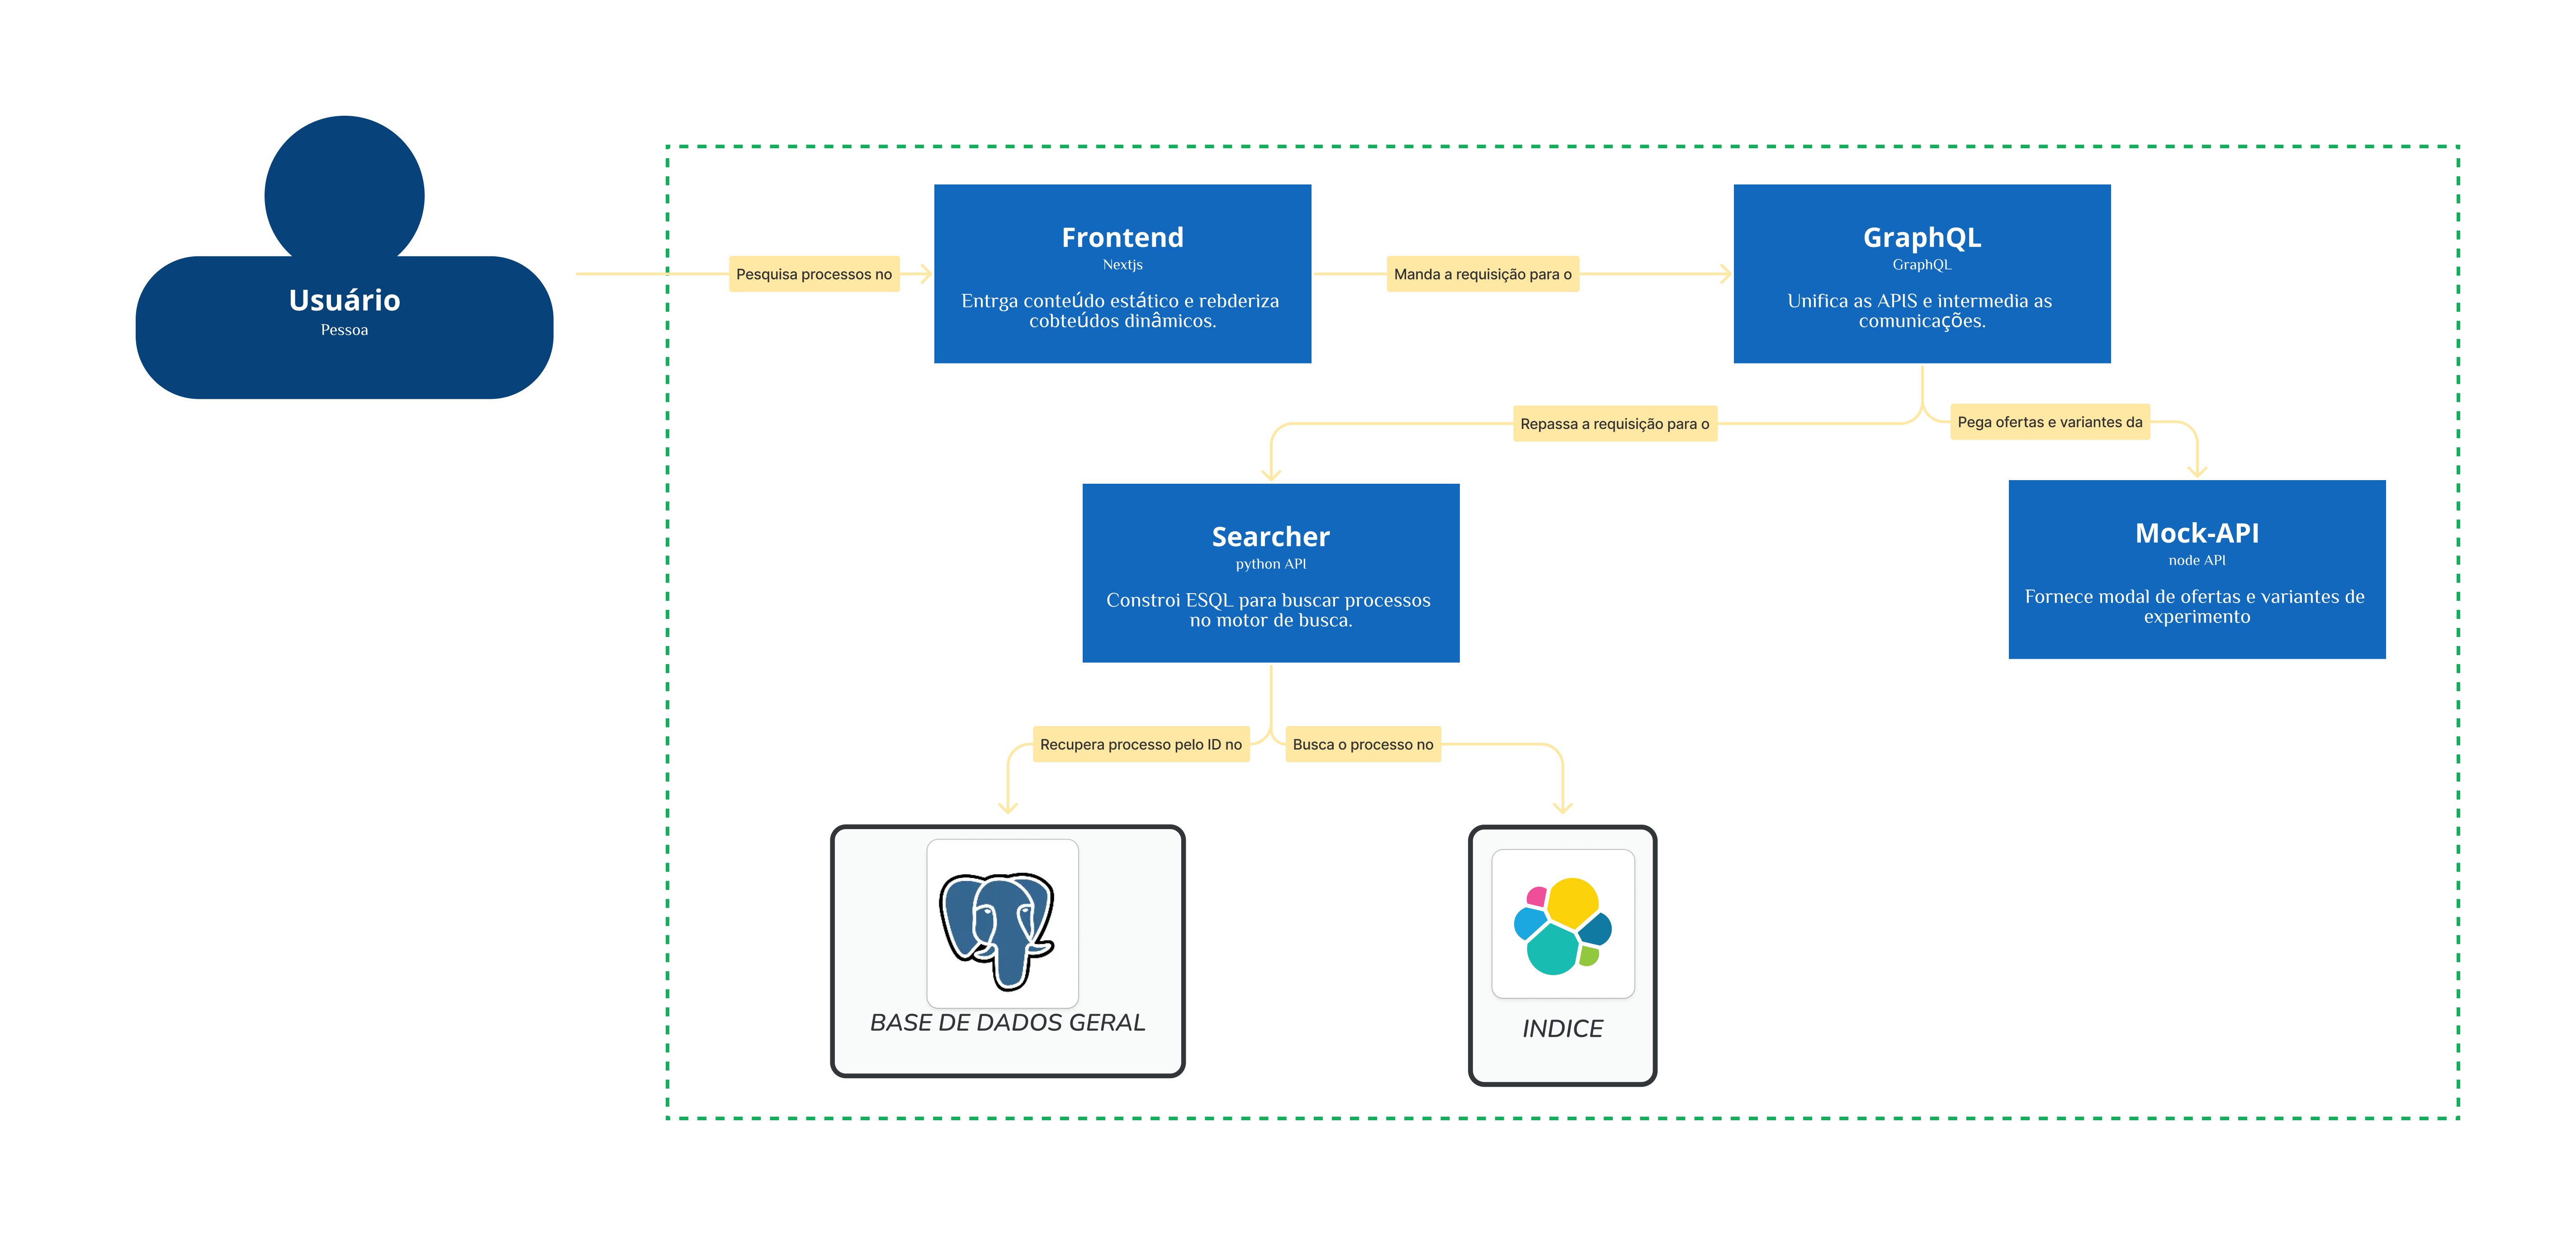 Usuário
Pessoa
Pesquisa processos no
Frontend
Nextjs
Entrga conteúdo estático e rebderiza
cobteúdos dinâmicos.
Manda a requisição para o
GraphQL
GraphQL
Unifica as APIS e intermedia as
comunicações.
Repassa a requisição para o
Pega ofertas e variantes da
Searcher
python API
Constroi ESQL para buscar processos
no motor de busca.
Mock-API
node API
Fornece modal de ofertas e variantes de
experimento
Recupera processo pelo ID no
Busca o processo no
BASE DE DADOS GERAL
INDICE